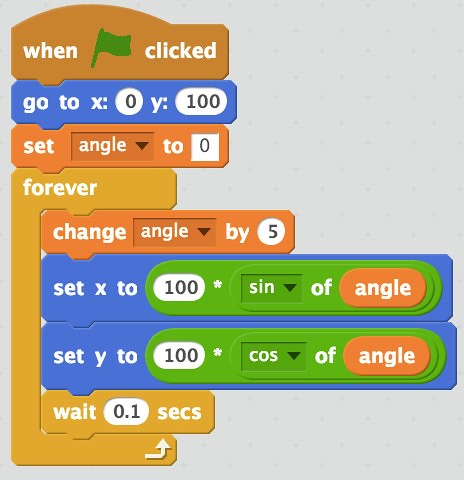 when clicked
go to x: 0 y: 100
set angle to 0
forever
change angle by 5
set x to 100 * sin of angle
set y to 100 * cos of angle
wait 0.1 secs